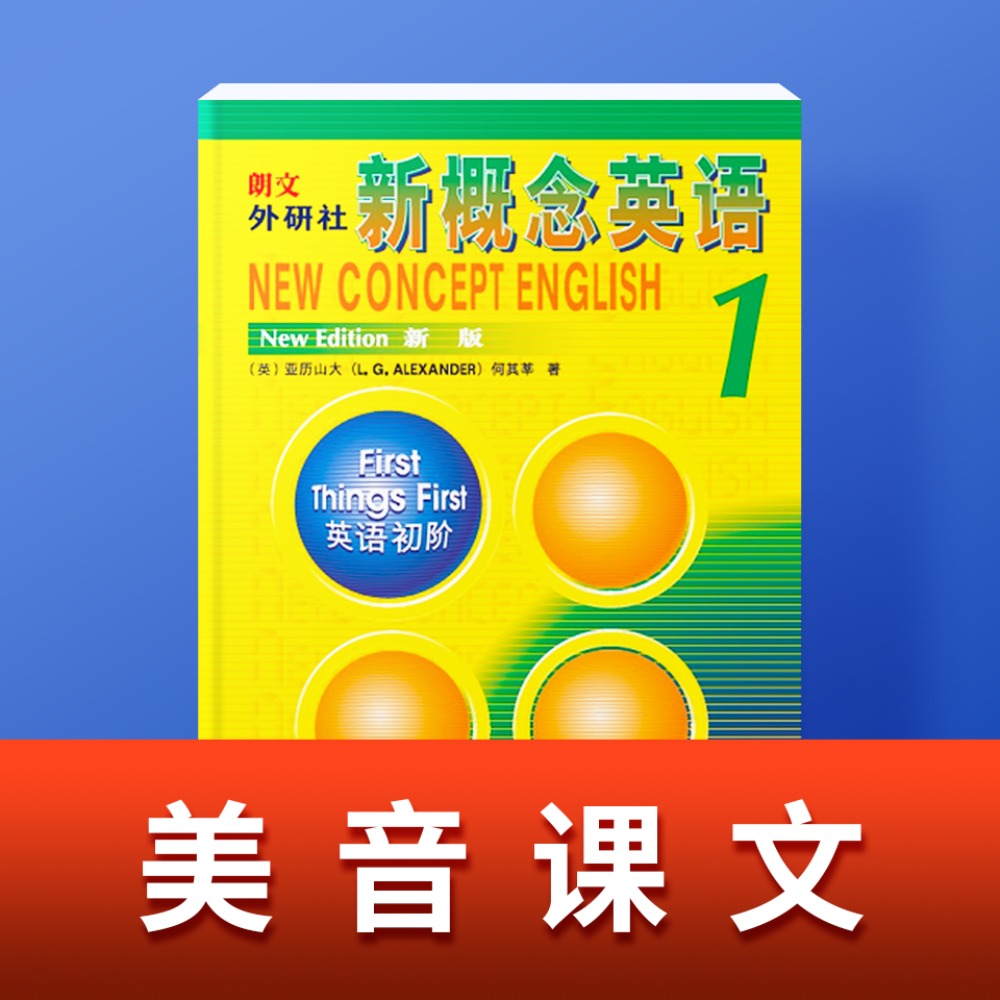 朗文
外研社
新概念英语
NEW CONCEPT ENGLISH
1
New Edition 新 版
(英) 亚历山大 (L. G. ALEXANDER) 何其莘 著
First
Things First
英语初阶
美音课文